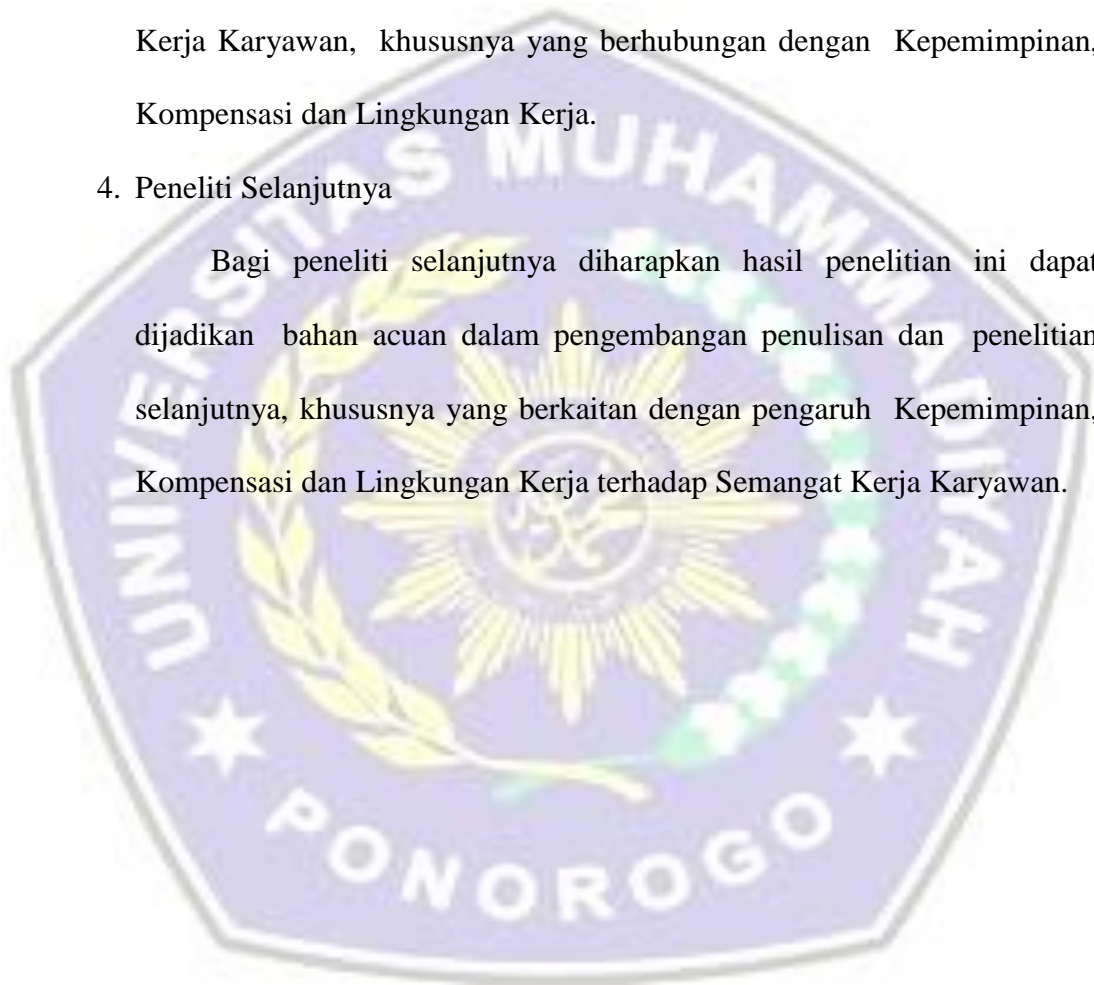 Kerja Karyawan, khususnya yang berhubungan dengan Kepemimpinan,
Kompensasi dan Lingkungan Kerja.
4. Peneliti Selanjutnya
Bagi peneliti selanjutnya diharapkan hasil penelitian ini dapat
dijadikan bahan acuan dalam pengembangan penulisan dan penelitian
selanjutnya, khususnya yang berkaitan dengan pengaruh Kepemimpinan,
Kompensasi dan Lingkungan Kerja terhadap Semangat Kerja Karyawan.
UNIVERSITAS MUHAMMADIYAH
PONOROGO